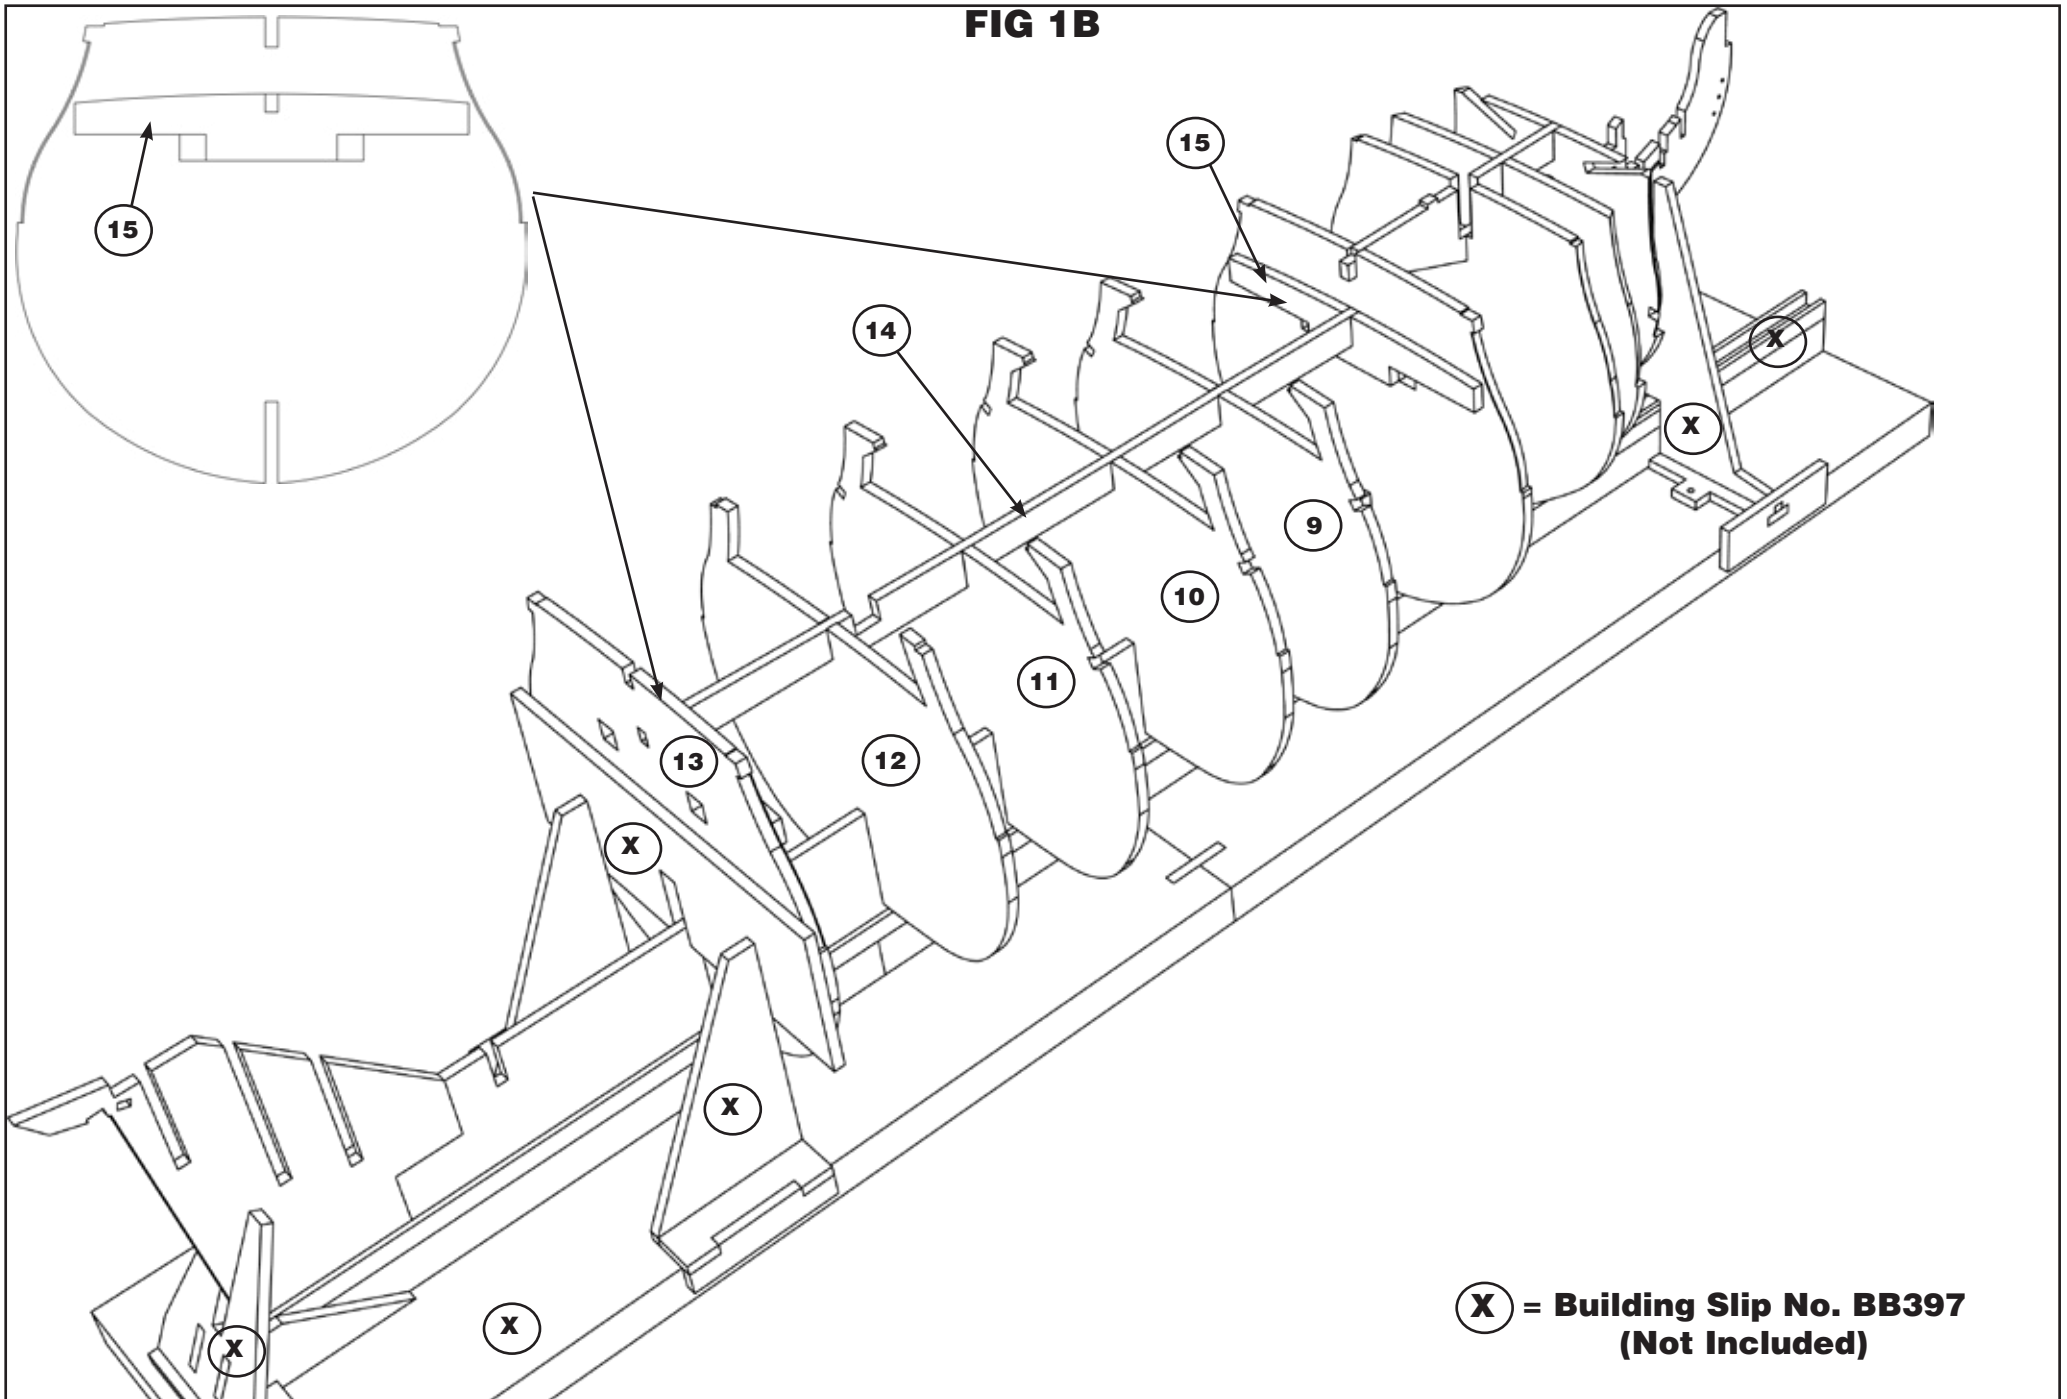 FIG 1B
15
15
14
9
10
11
12
13
X
X
X
X
X
X
X = Building Slip No. BB397
(Not Included)